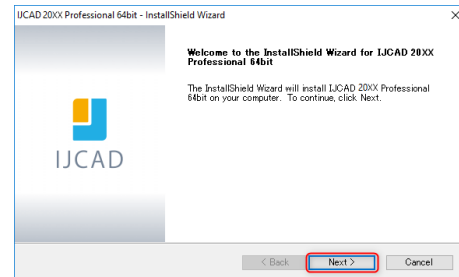 IJCAD 20XX Professional 64bit - InstallShield Wizard
Welcome to the InstallShield Wizard for IJCAD 20XX
Professional 64bit
The InstallShield Wizard will install IJCAD 20XX Professional
64bit on your computer. To continue, click Next.
IJCAD
< Back
Next >
Cancel